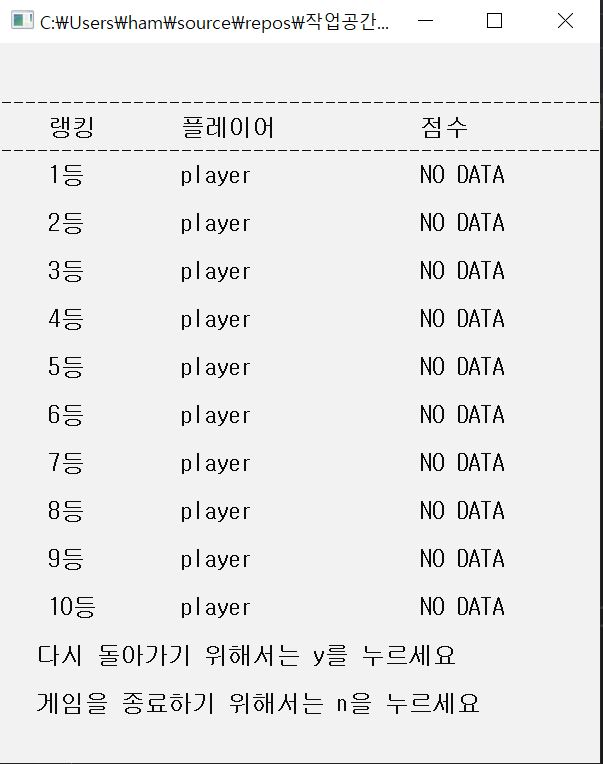 C:₩Users₩ham₩source₩repos₩작업공간...
랭킹 플레이어 점수
1등 player NO DATA
2등 player NO DATA
3등 player NO DATA
4등 player NO DATA
5등 player NO DATA
6등 player NO DATA
7등 player NO DATA
8등 player NO DATA
9등 player NO DATA
10등 player NO DATA
다시 돌아가기 위해서는 y를 누르세요
게임을 종료하기 위해서는 n을 누르세요